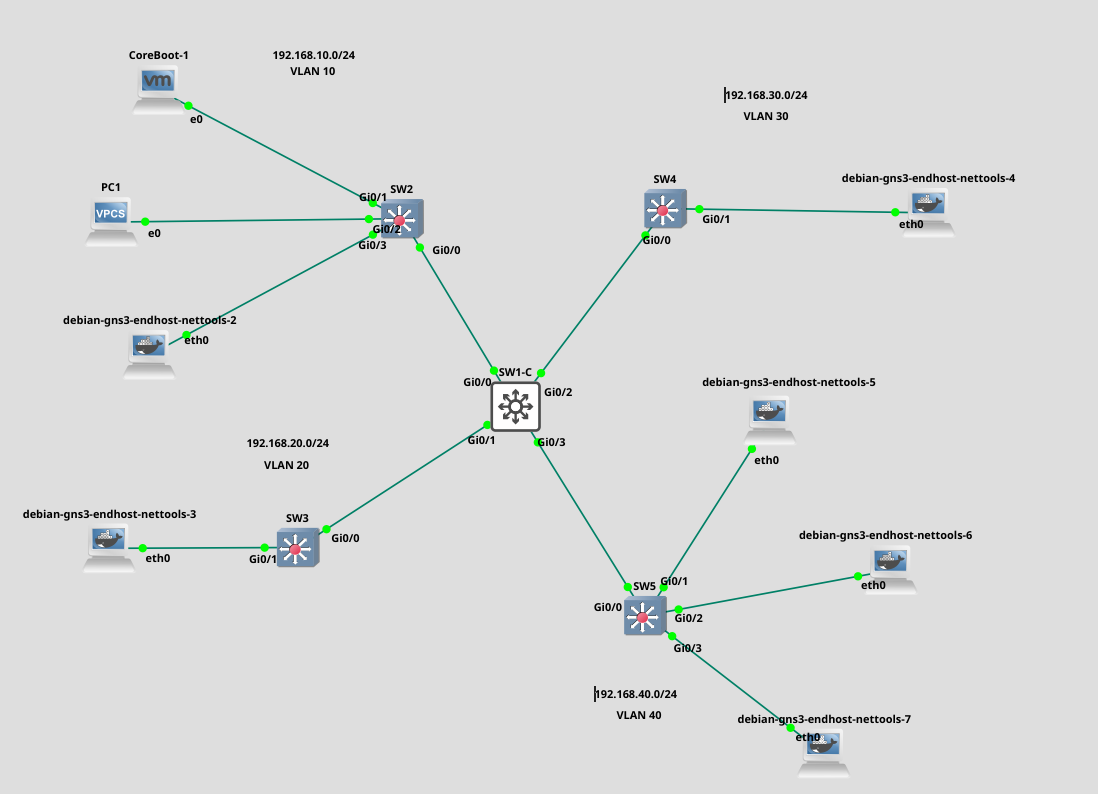 CoreBoot-1
vm
e0
192.168.10.0/24
VLAN 10
192.168.30.0/24
VLAN 30
PC1
VPCS
e0
SW2
Gi0/1
Gi0/2
Gi0/3
Gi0/0
SW4
Gi0/1
Gi0/0
debian-gns3-endhost-nettools-4
eth0
debian-gns3-endhost-nettools-2
eth0
SW1-C
Gi0/0
Gi0/2
Gi0/1
Gi0/3
debian-gns3-endhost-nettools-5
eth0
192.168.20.0/24
VLAN 20
debian-gns3-endhost-nettools-3
eth0
SW3
Gi0/1
Gi0/0
debian-gns3-endhost-nettools-6
eth0
SW5
Gi0/1
Gi0/0
Gi0/2
Gi0/3
192.168.40.0/24
VLAN 40
debian-gns3-endhost-nettools-7
eth0